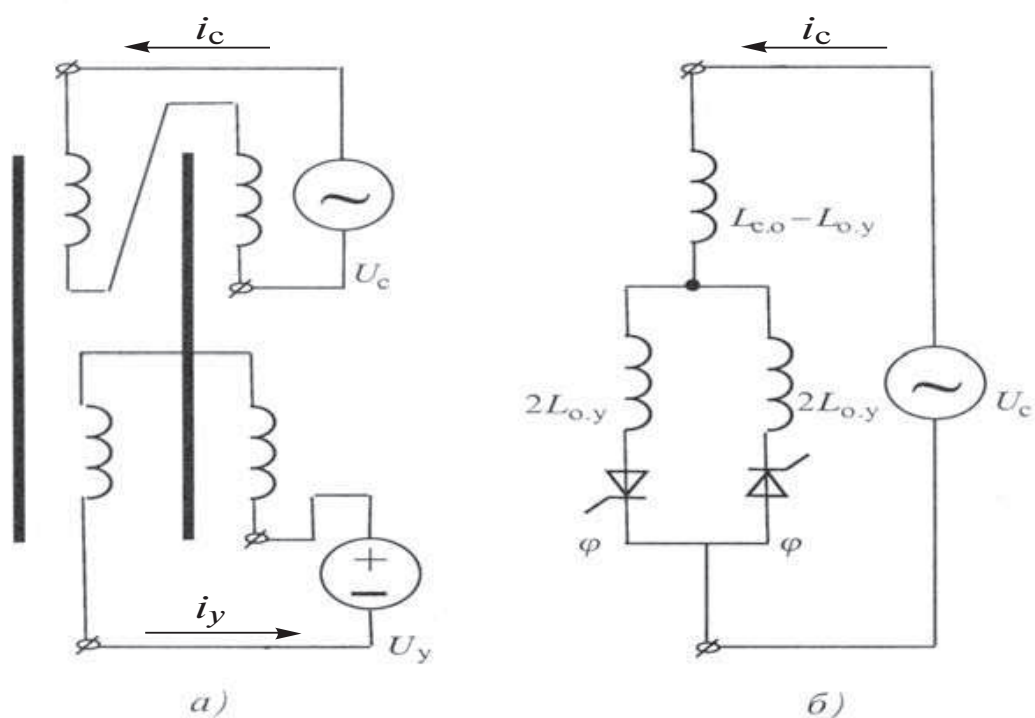 i_c
U_c
i_y
+
−
U_y
а)
i_c
L_c.o − L_o.y
2L_o.y
2L_o.y
U_c
φ
φ
б)